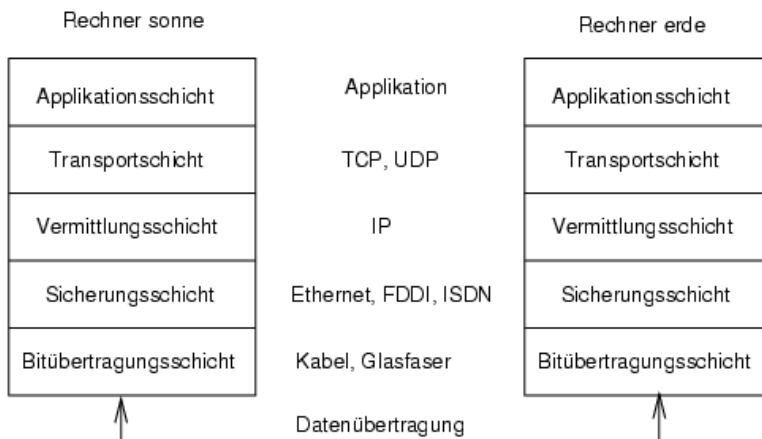 Rechner sonne
Rechner erde
Applikationsschicht
Applikation
Applikationsschicht
Transportschicht
TCP, UDP
Transportschicht
Vermittlungsschicht
IP
Vermittlungsschicht
Sicherungsschicht
Ethernet, FDDI, ISDN
Sicherungsschicht
Bitübertragungsschicht
Kabel, Glasfaser
Bitübertragungsschicht
Datenübertragung